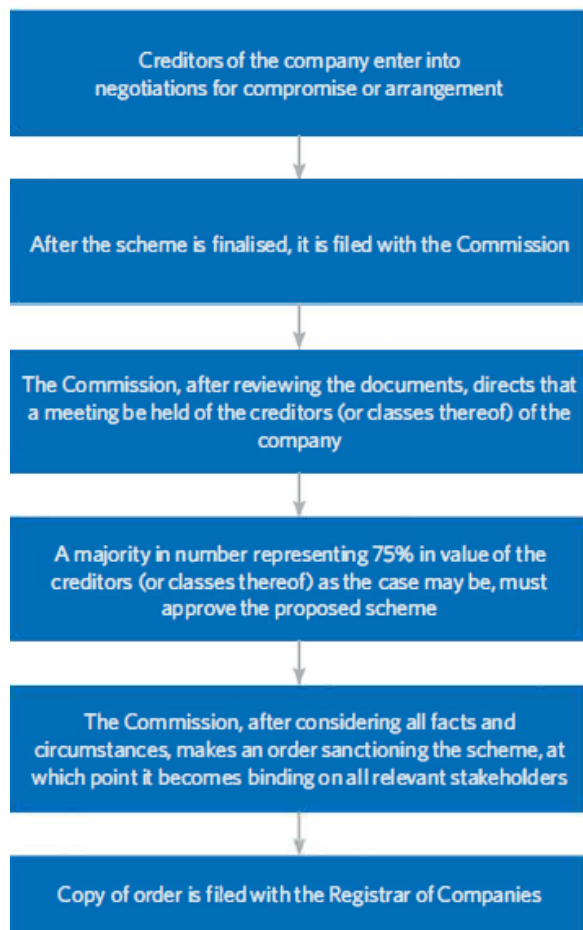 Creditors of the company enter into
negotiations for compromise or arrangement
After the scheme is finalised, it is filed with the Commission
The Commission, after reviewing the documents, directs that
a meeting be held of the creditors (or classes thereof) of the
company
A majority in number representing 75% in value of the
creditors (or classes thereof) as the case may be, must
approve the proposed scheme
The Commission, after considering all facts and
circumstances, makes an order sanctioning the scheme, at
which point it becomes binding on all relevant stakeholders
Copy of order is filed with the Registrar of Companies